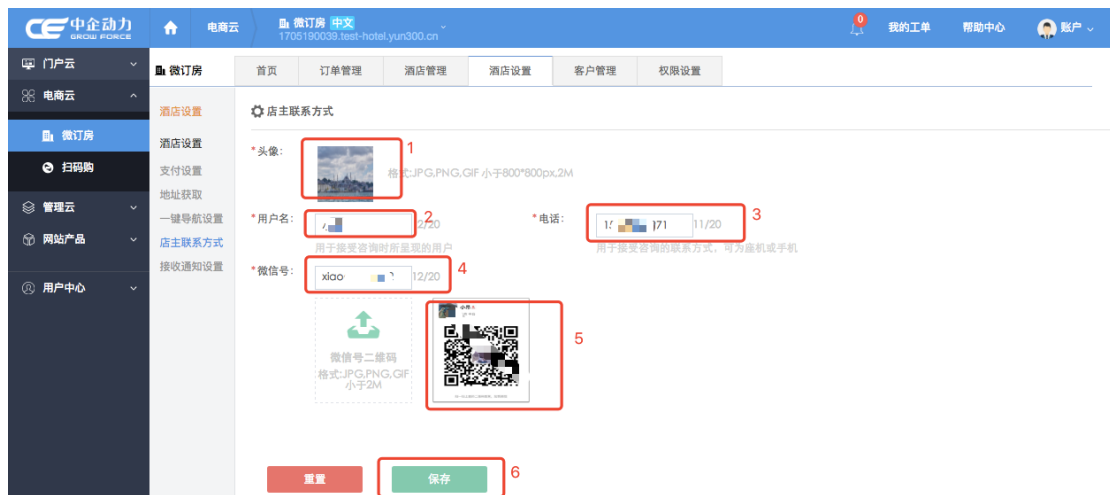 中企动力
GROW FORCE
电商云
微订房 中文
1705190039.test-hotel.yun300.cn
0
我的工单
帮助中心
账户
门户云
电商云
微订房
扫码购
管理云
网站产品
用户中心
微订房
首页
订单管理
酒店管理
酒店设置
客户管理
权限设置
酒店设置
酒店设置
支付设置
地址获取
一键导航设置
店主联系方式
接收通知设置
店主联系方式
*头像:
1
格式:JPG,PNG,GIF 小于800*800px,2M
*用户名:
2/20
2
用于接受咨询时所呈现的用户
*电话:
171
11/20
3
用于接受咨询的联系方式，可为座机或手机
*微信号:
xiao
12/20
4
微信号二维码
格式:JPG,PNG,GIF
小于2M
5
重置
保存
6